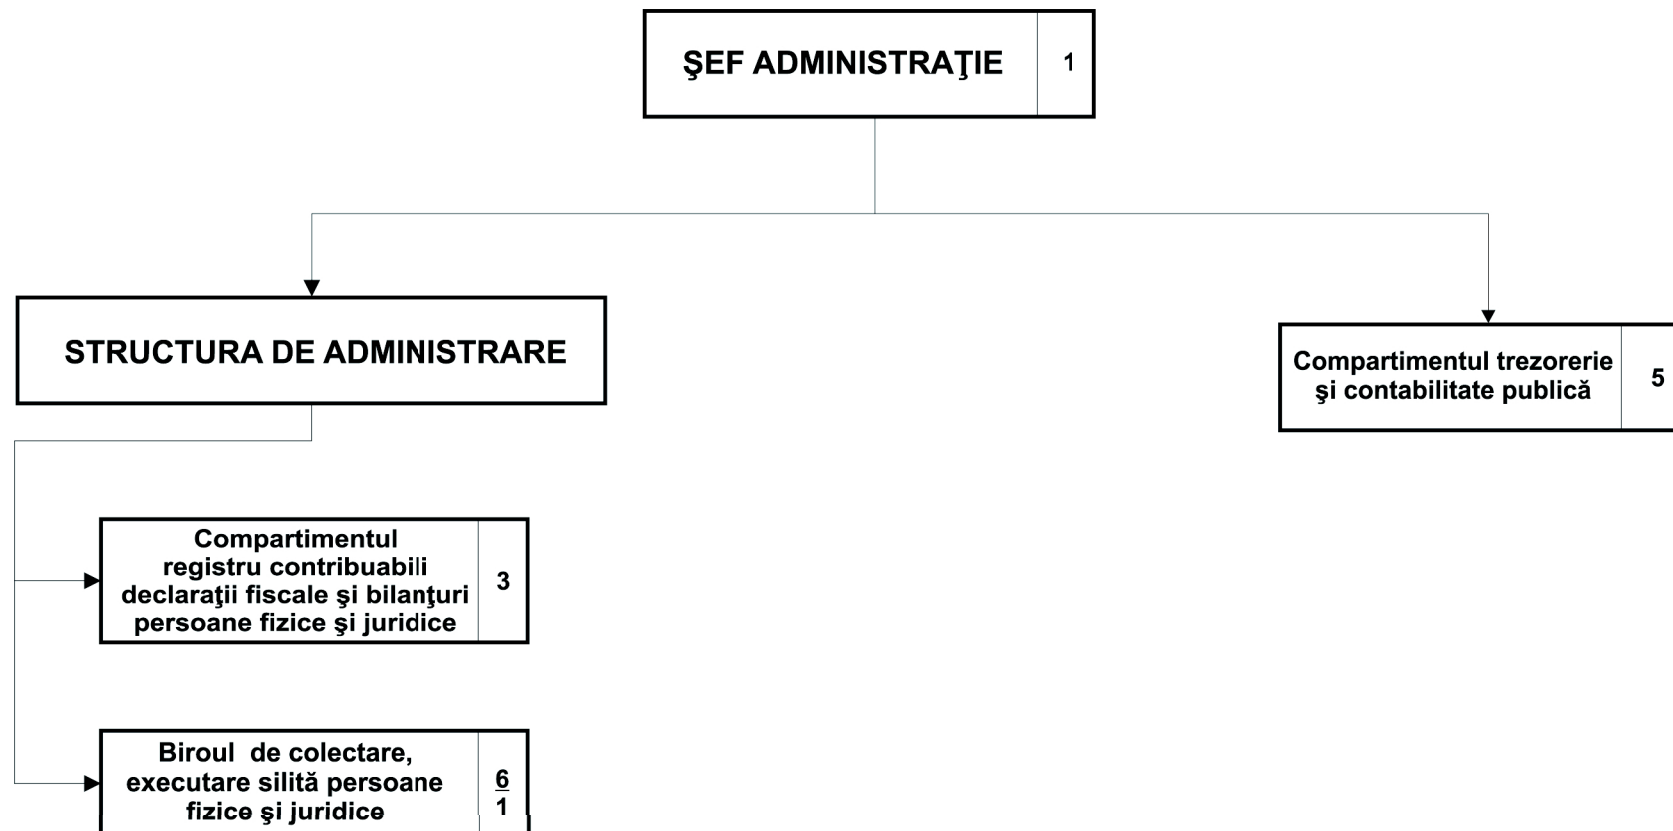 ŞEF ADMINISTRAŢIE 1
STRUCTURA DE ADMINISTRARE
Compartimentul trezorerie
şi contabilitate publică
5
Compartimentul
registru contribuabili
declaraţii fiscale şi bilanţuri
persoane fizice şi juridice
3
Biroul de colectare,
executare silită persoane
fizice şi juridice
6
1